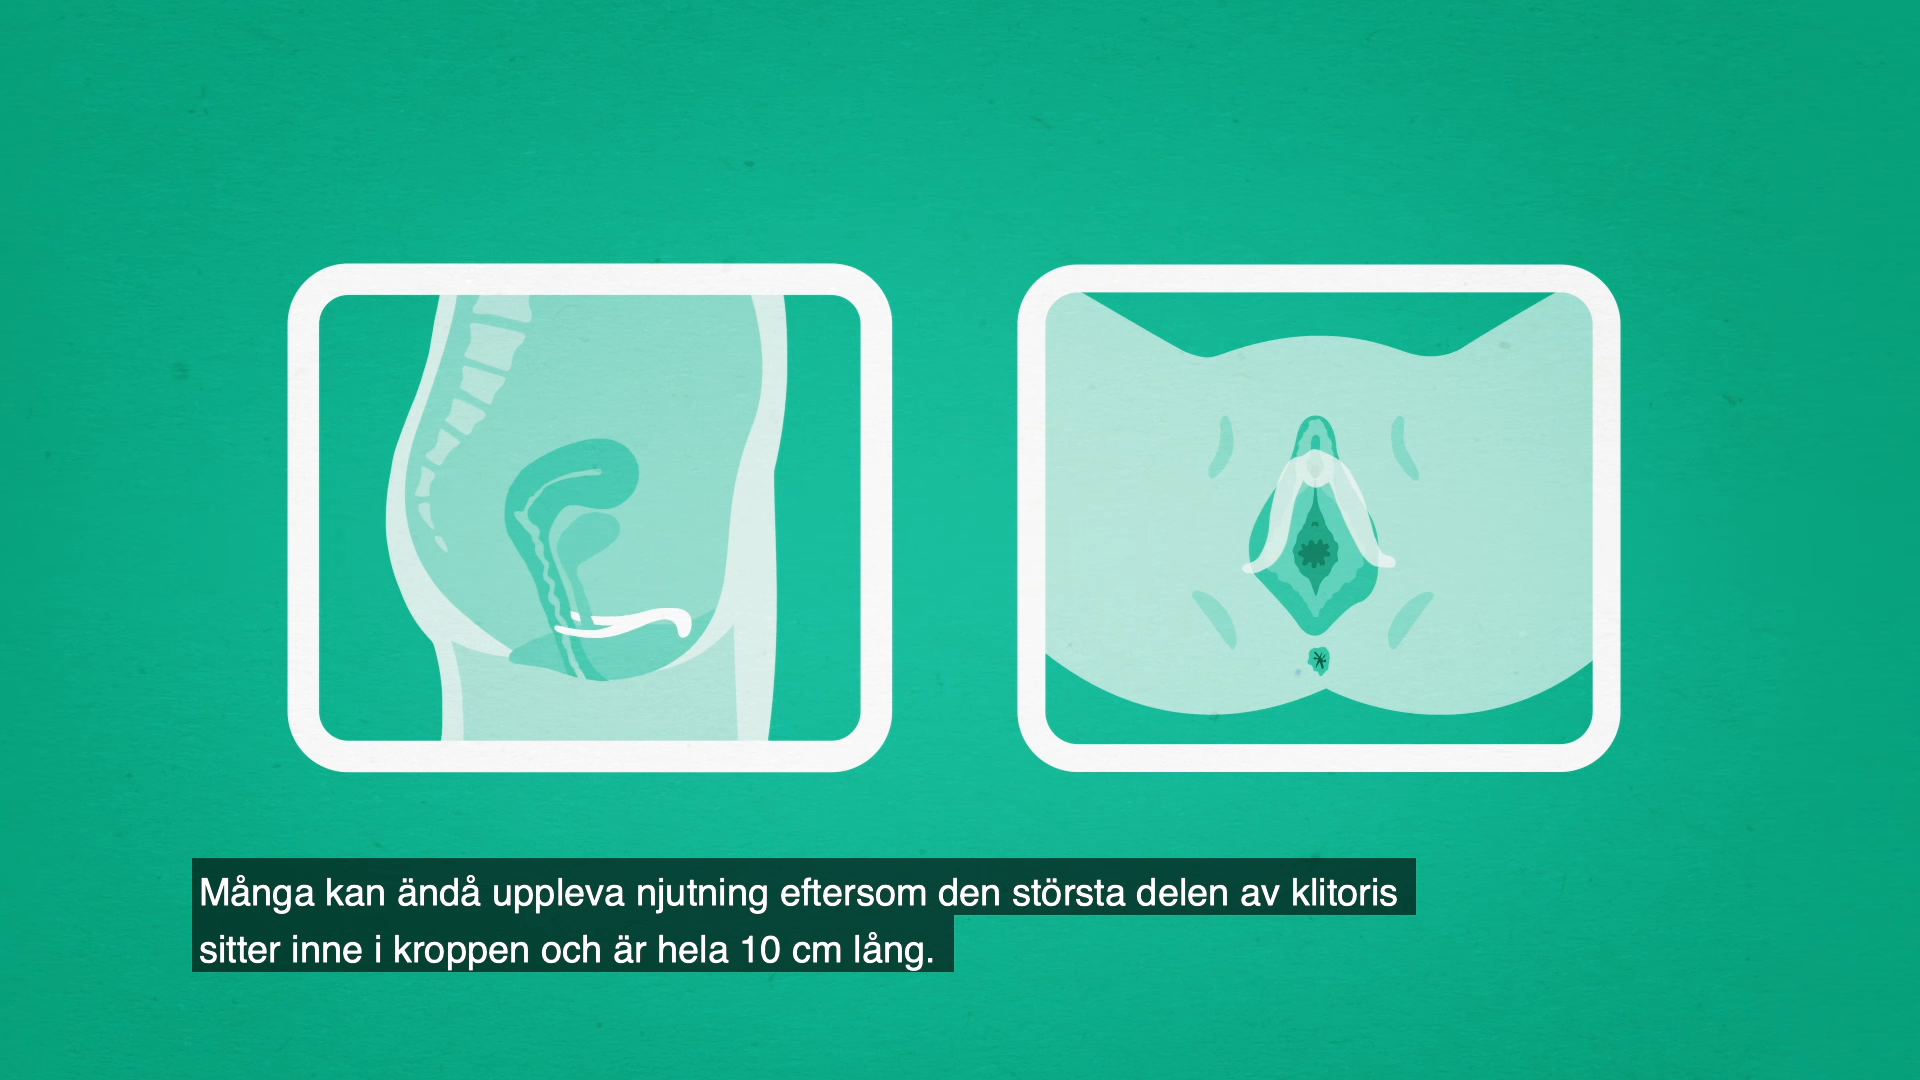 Många kan ändå uppleva njutning eftersom den största delen av klitoris
sitter inne i kroppen och är hela 10 cm lång.